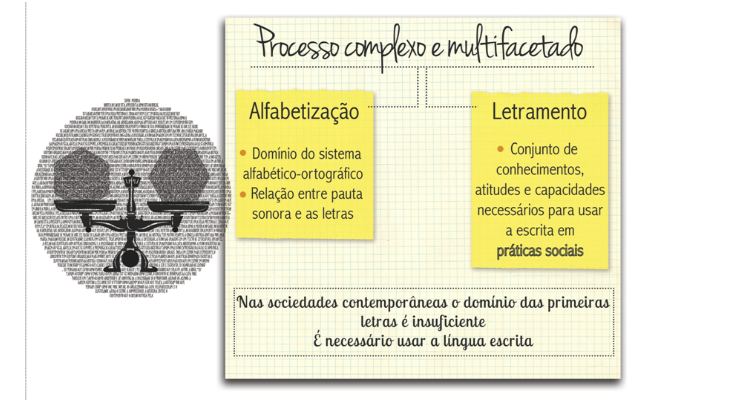 Processo complexo e multifacetado
Alfabetização
• Domínio do sistema
alfabético-ortográfico
• Relação entre pauta
sonora e as letras
Letramento
• Conjunto de
conhecimentos,
atitudes e capacidades
necessários para usar
a escrita em
práticas sociais
Nas sociedades contemporâneas o domínio das primeiras
letras é insuficiente
É necessário usar a língua escrita